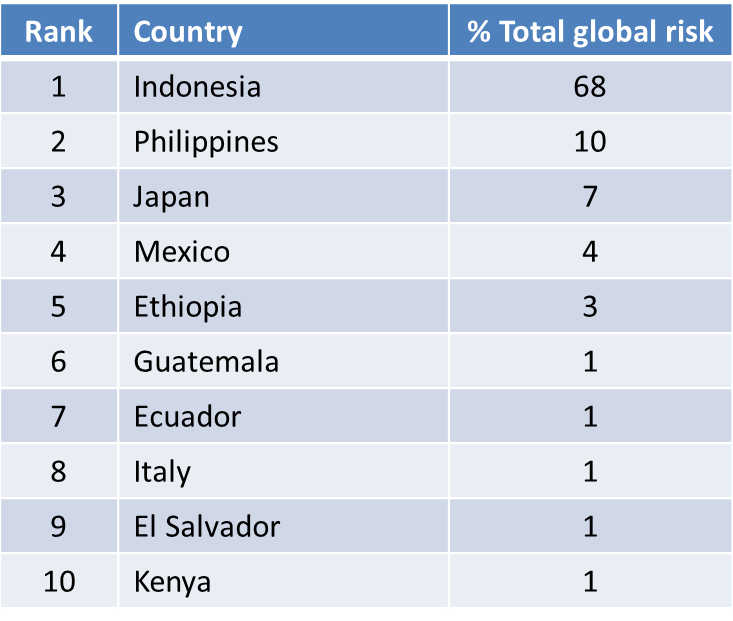 Rank Country % Total global risk
1 Indonesia 68
2 Philippines 10
3 Japan 7
4 Mexico 4
5 Ethiopia 3
6 Guatemala 1
7 Ecuador 1
8 Italy 1
9 El Salvador 1
10 Kenya 1